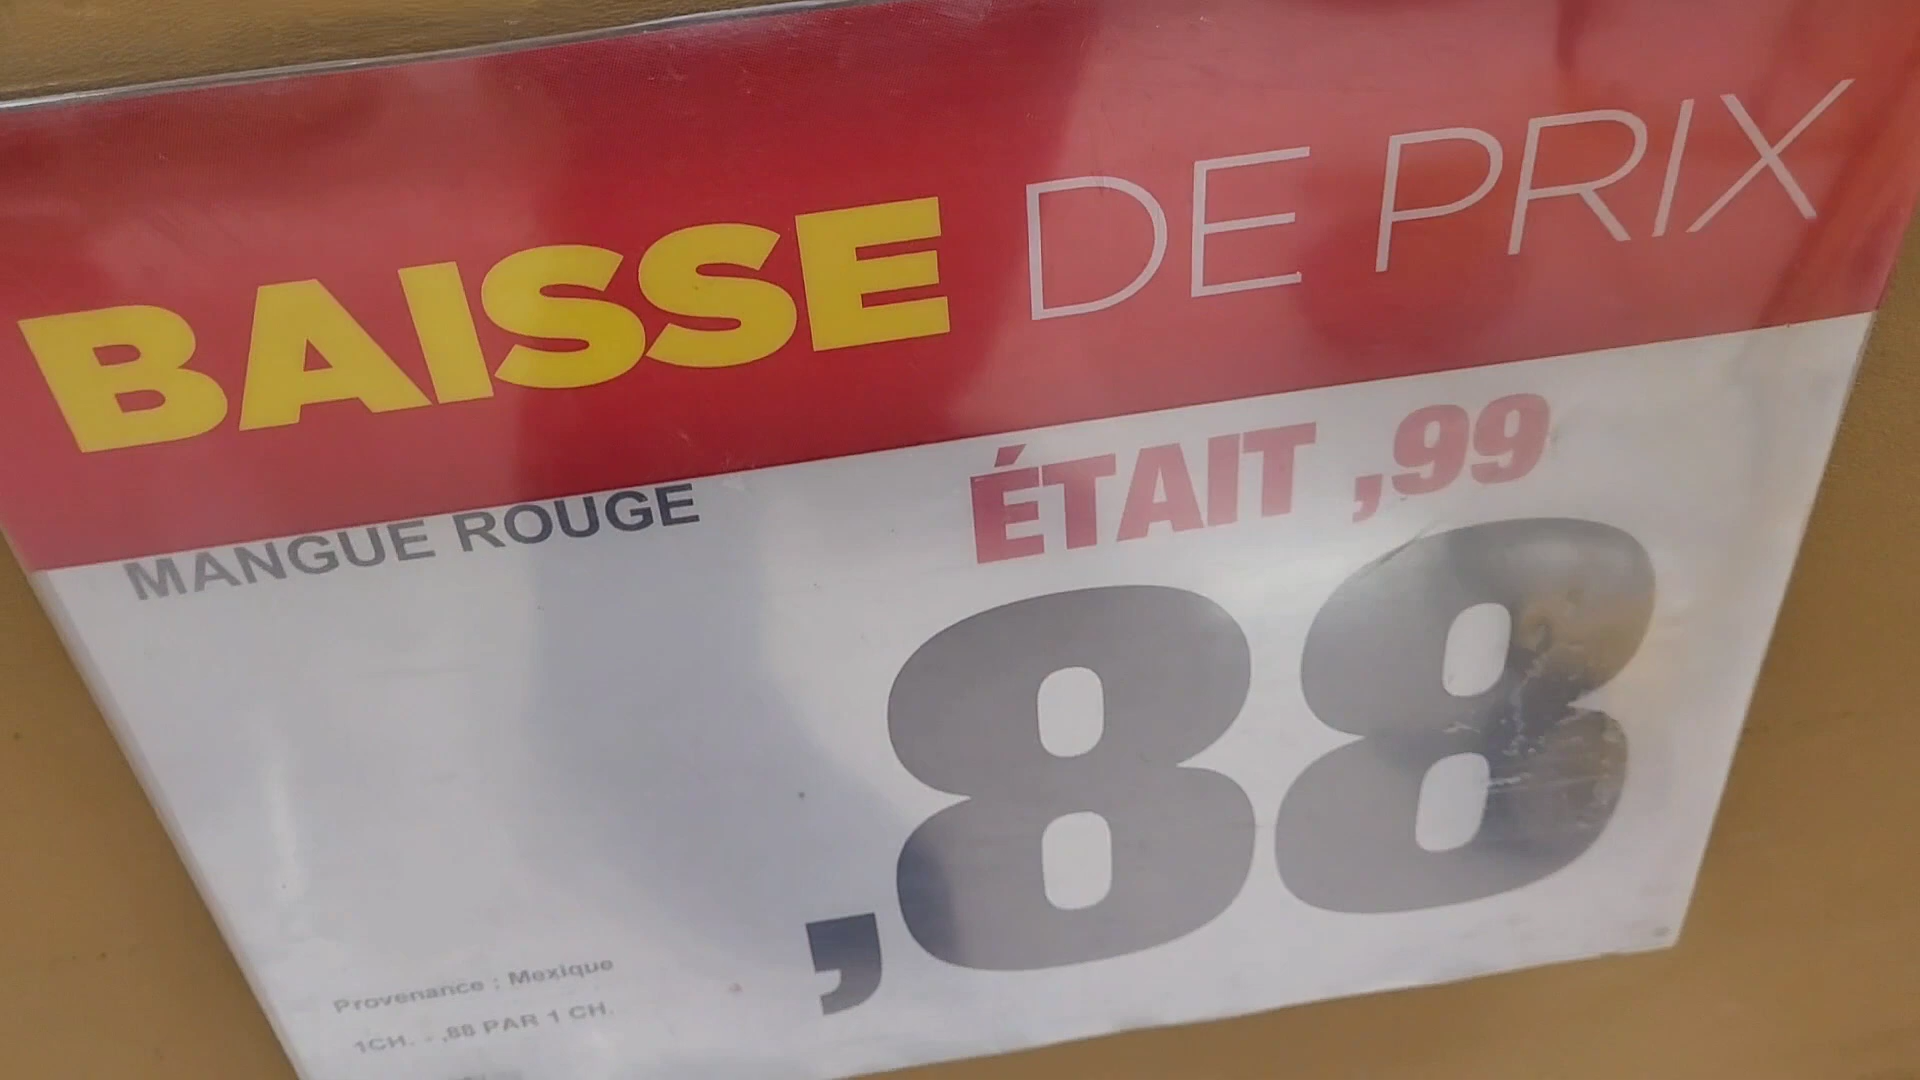 BAISSE DE PRIX
MANGUE ROUGE
ÉTAIT ,99
,88
Provenance : Mexique
1CH. - ,88 PAR 1 CH.